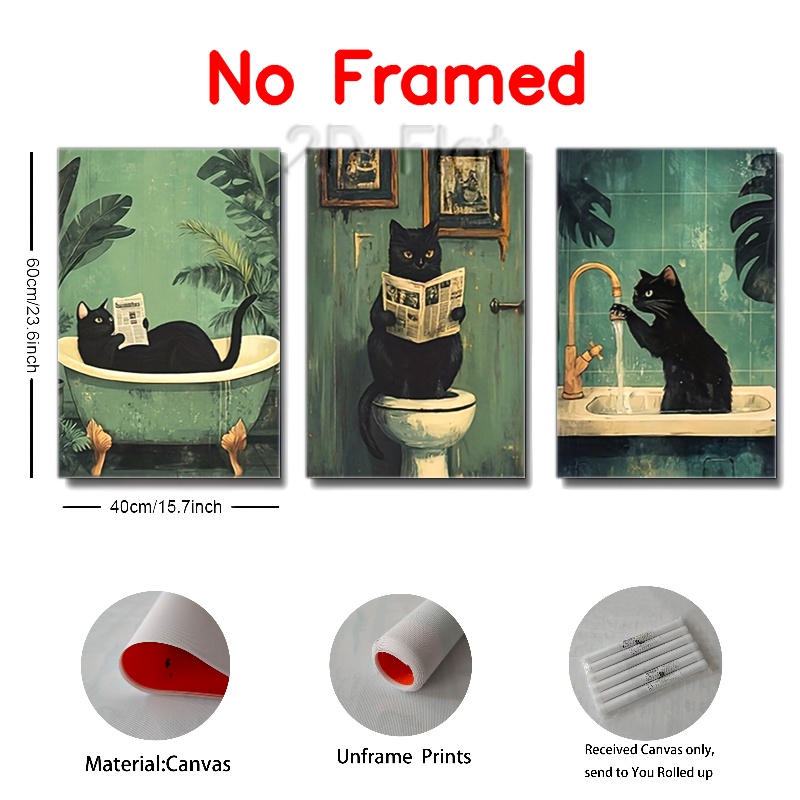 No Framed
2D Flat
60cm/23.6inch
40cm/15.7inch
Material:Canvas
Unframe Prints
Received Canvas only,
send to You Rolled up